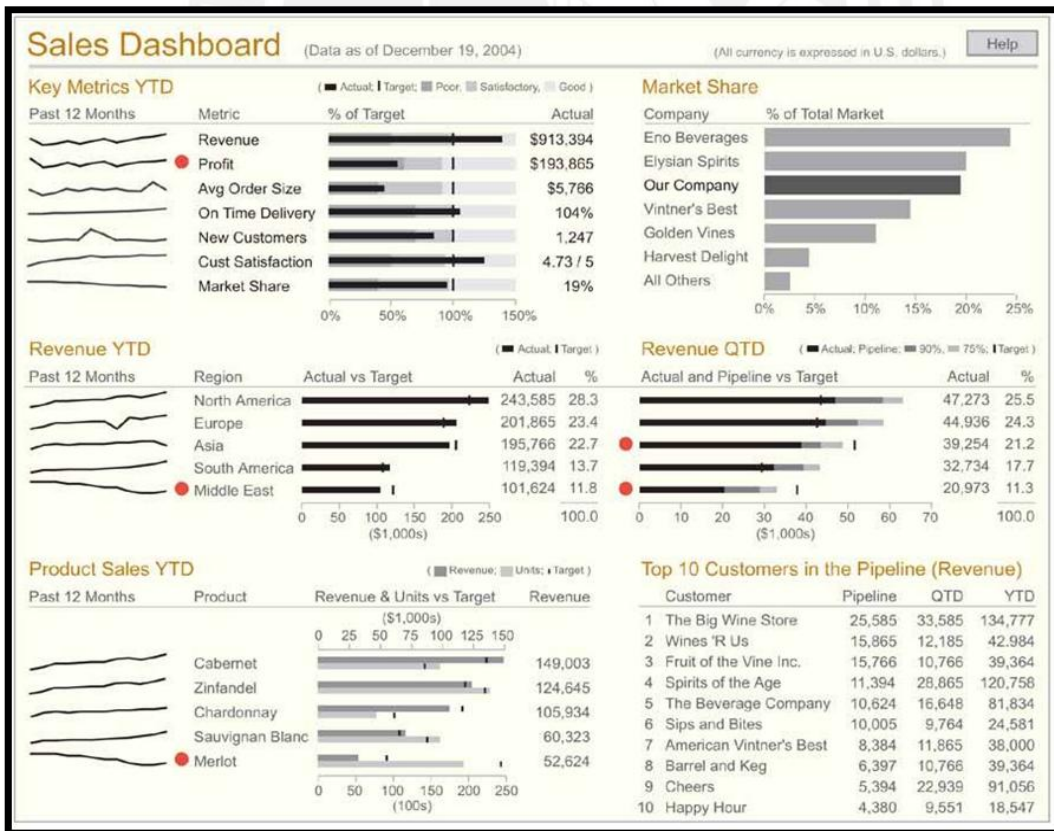 Sales Dashboard (Data as of December 19, 2004) (All currency is expressed in U.S. dollars.) Help
Key Metrics YTD ( Actual; Target; Poor, Satisfactory, Good )
Past 12 Months Metric % of Target Actual
Revenue $913,394
Profit $193,865
Avg Order Size $5,766
On Time Delivery 104%
New Customers 1,247
Cust Satisfaction 4.73 / 5
Market Share 19%
0% 50% 100% 150%
Market Share
Company % of Total Market
Eno Beverages
Elysian Spirits
Our Company
Vintner's Best
Golden Vines
Harvest Delight
All Others
0% 5% 10% 15% 20% 25%
Revenue YTD ( Actual, Target )
Past 12 Months Region Actual vs Target Actual %
North America 243,585 28.3
Europe 201,865 23.4
Asia 195,766 22.7
South America 119,394 13.7
Middle East 101,624 11.8
0 50 100 150 200 250 100.0
($1,000s)
Revenue QTD ( Actual, Pipeline; 90%, 75%; Target )
Actual and Pipeline vs Target Actual %
47,273 25.5
44,936 24.3
39,254 21.2
32,734 17.7
20,973 11.3
0 10 20 30 40 50 60 70 100.0
($1,000s)
Product Sales YTD ( Revenue; Units; Target )
Past 12 Months Product Revenue & Units vs Target Revenue
($1,000s)
0 25 50 75 100 125 150
Cabernet 149,003
Zinfandel 124,645
Chardonnay 105,934
Sauvignan Blanc 60,323
Merlot 52,624
0 50 100 150 200 250
(100s)
Top 10 Customers in the Pipeline (Revenue)
Customer Pipeline QTD YTD
1 The Big Wine Store 25,585 33,585 134,777
2 Wines 'R Us 15,865 12,185 42.984
3 Fruit of the Vine Inc. 15,766 10,766 39,364
4 Spirits of the Age 11,394 28,865 120,758
5 The Beverage Company 10,624 16,648 81,834
6 Sips and Bites 10,005 9,764 24,581
7 American Vintner's Best 8,384 11,865 38,000
8 Barrel and Keg 6,397 10,766 39,364
9 Cheers 5,394 22,939 91,056
10 Happy Hour 4,380 9,551 18,547